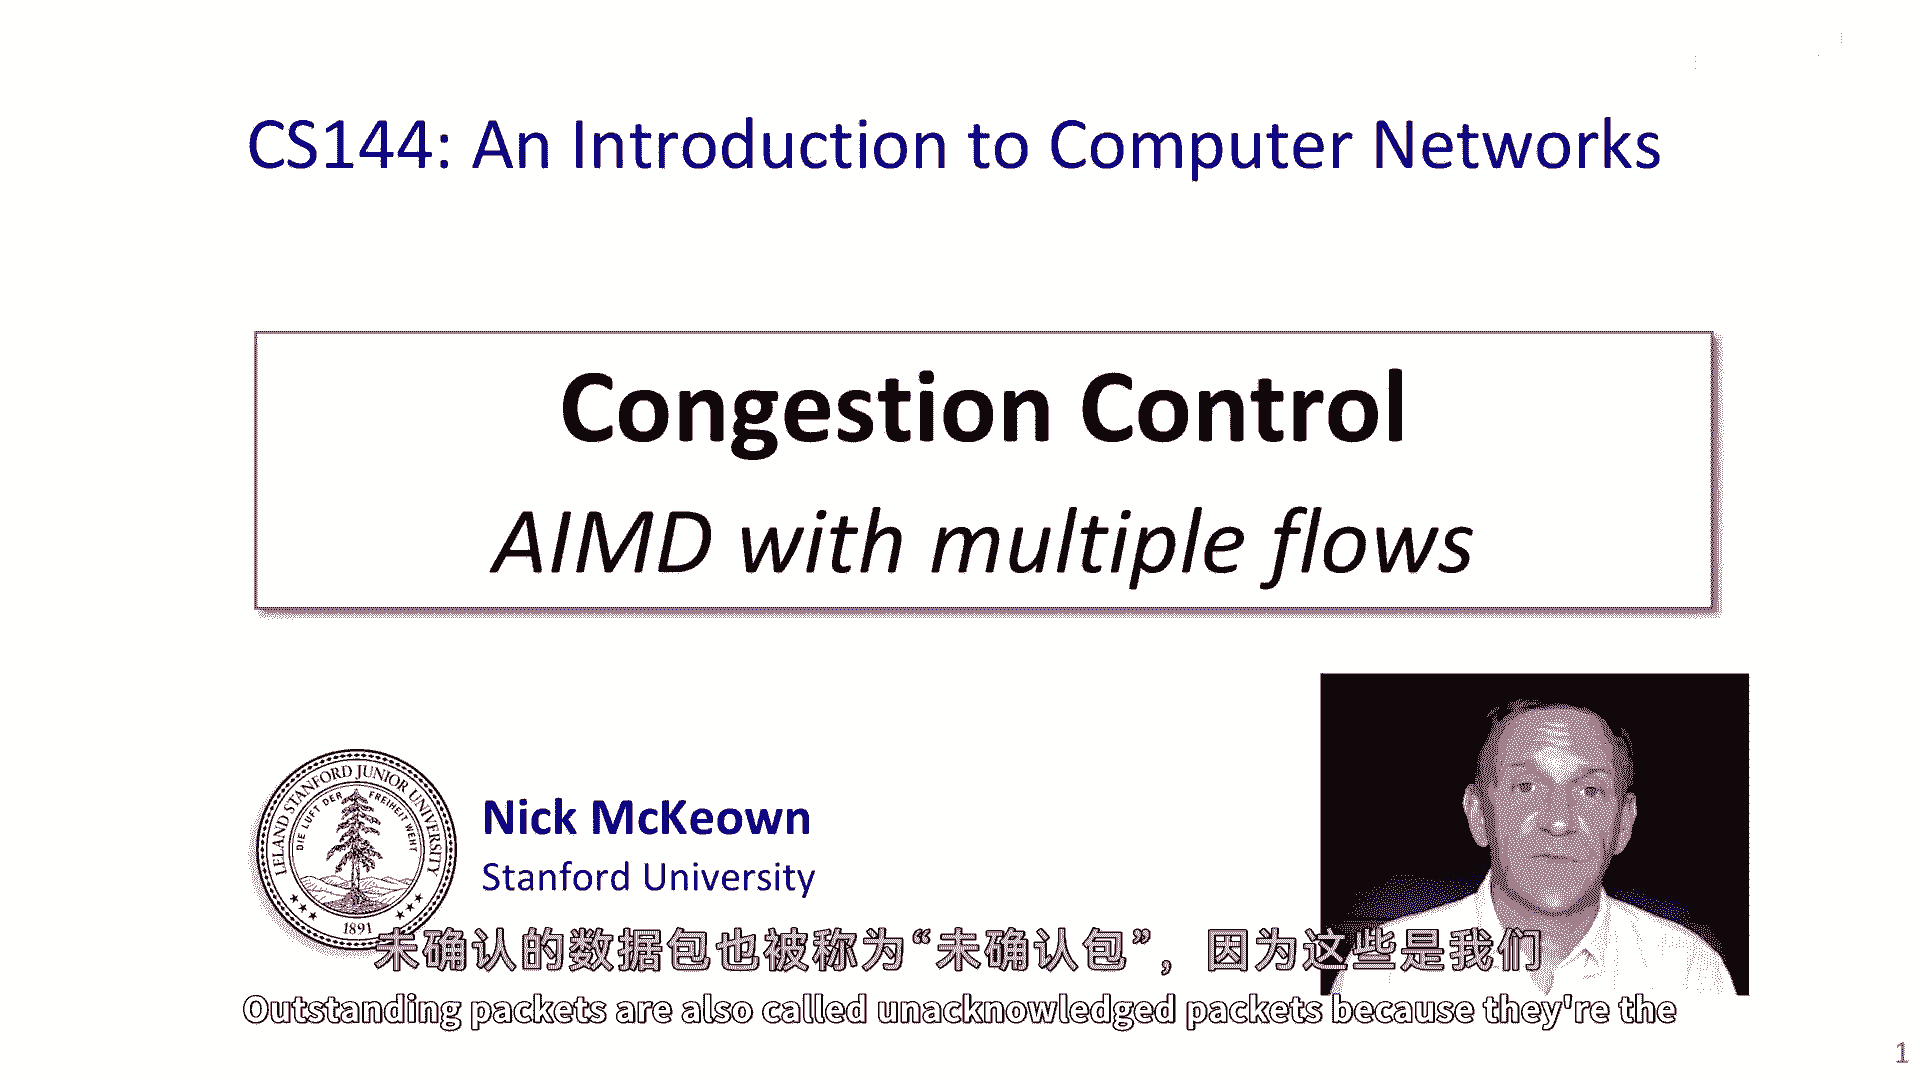 CS144: An Introduction to Computer Networks
Congestion Control
AIMD with multiple flows
LELAND STANFORD JUNIOR UNIVERSITY
DIE LUFT DER FREIHEIT WEHT
1891
Nick McKeown
Stanford University
未确认的数据包也被称为“未确认包”，因为这些是我们
Outstanding packets are also called unacknowledged packets because they're the
1